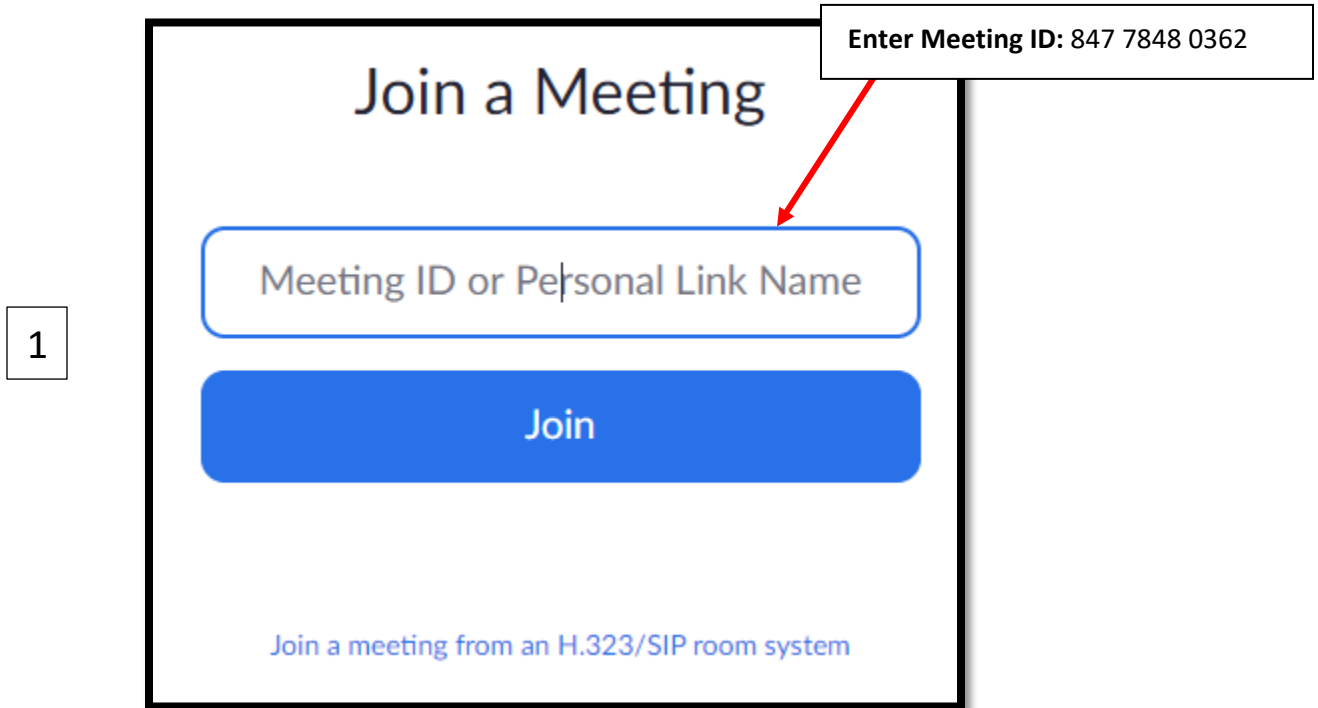 Enter Meeting ID: 847 7848 0362
Join a Meeting
Meeting ID or Personal Link Name
1
Join
Join a meeting from an H.323/SIP room system